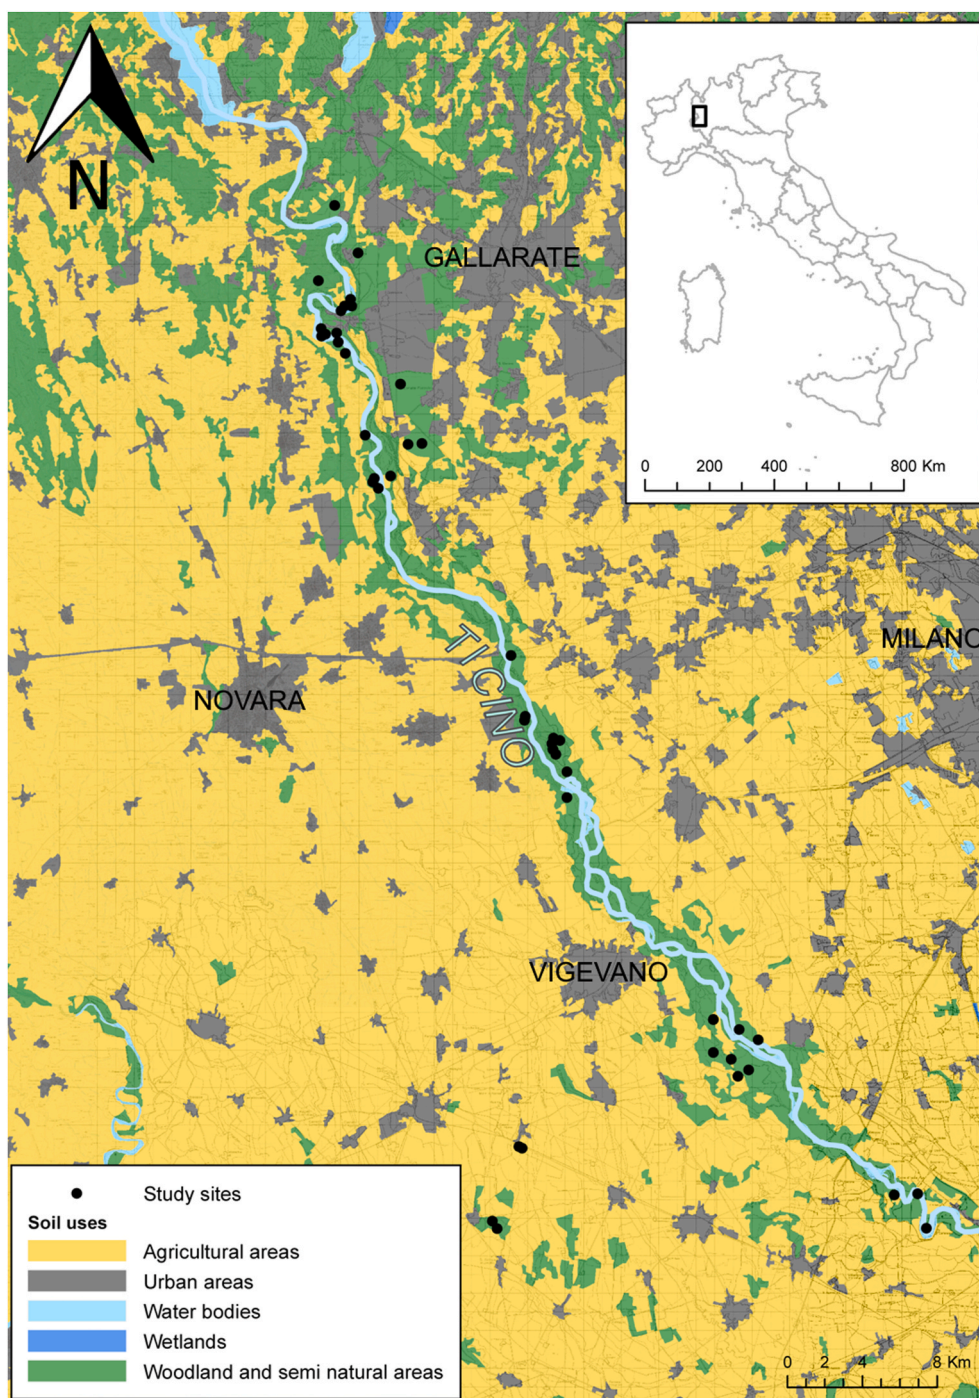 N
GALLARATE
0 200 400 800 Km
MILANO
TICINO
NOVARA
VIGEVANO
Study sites
Soil uses
Agricultural areas
Urban areas
Water bodies
Wetlands
Woodland and semi natural areas
0 2 4 8 Km